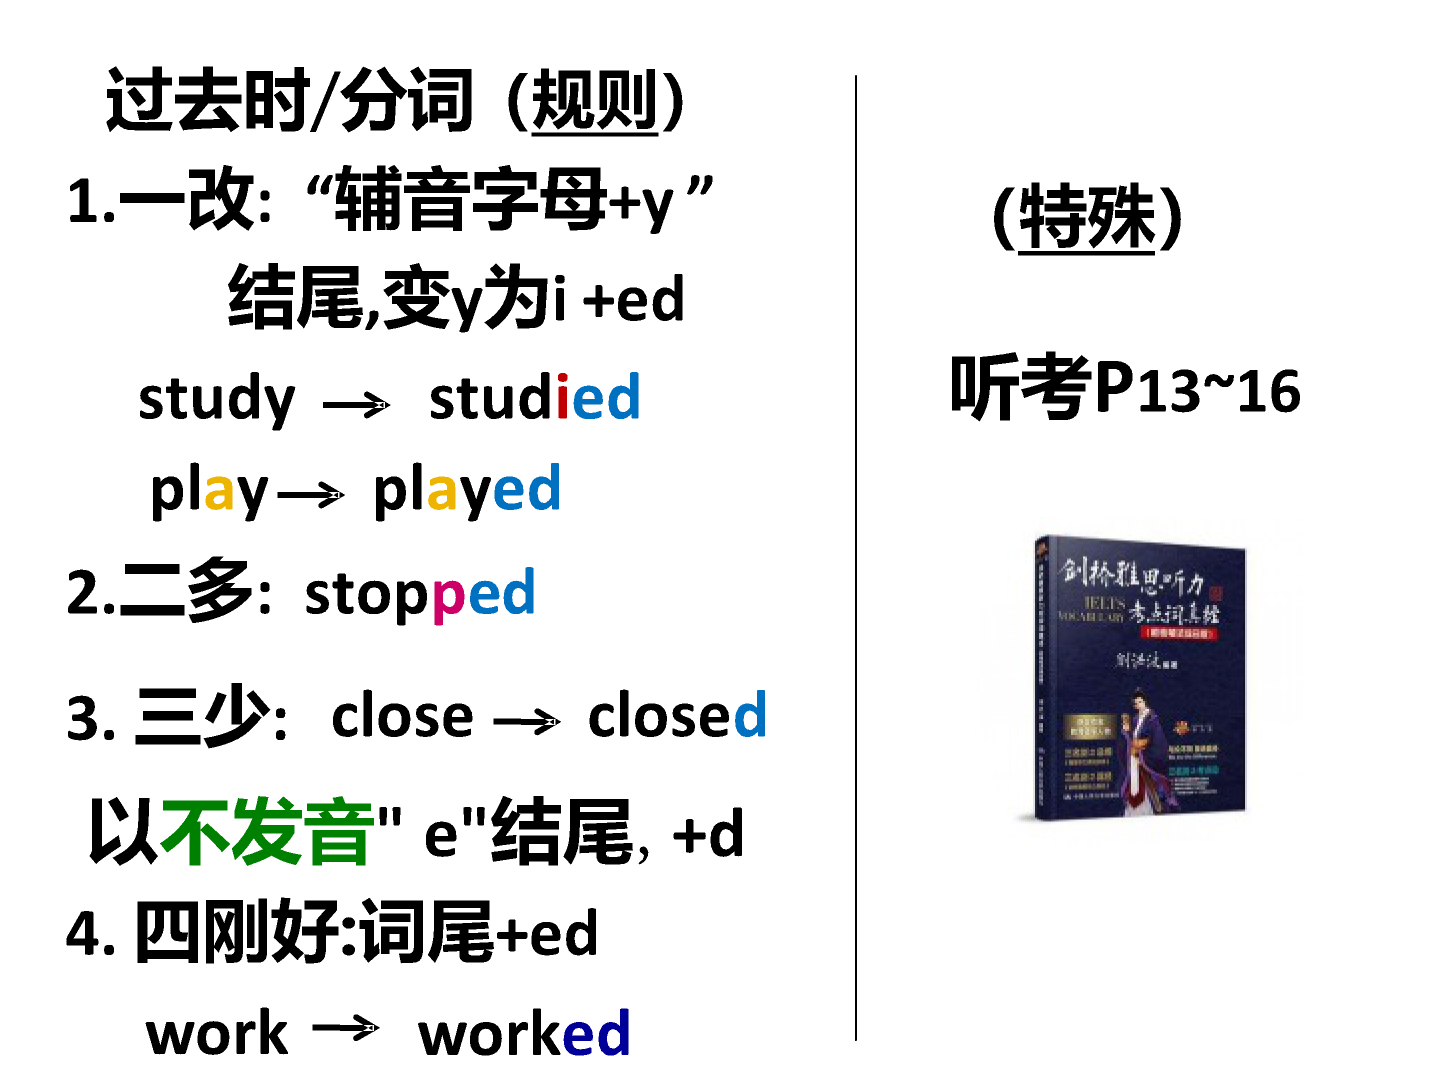 过去时/分词（规则）
1.一改: “辅音字母+y ”
结尾,变y为i +ed
study → studied
play → played
2.二多: stopped
3. 三少: close → closed
以不发音" e"结尾, +d
4. 四刚好:词尾+ed
work → worked
（特殊）
听考P13~16
剑桥雅思听力
IELTS
VOCABULARY
考点词真经
刘洪波 编著